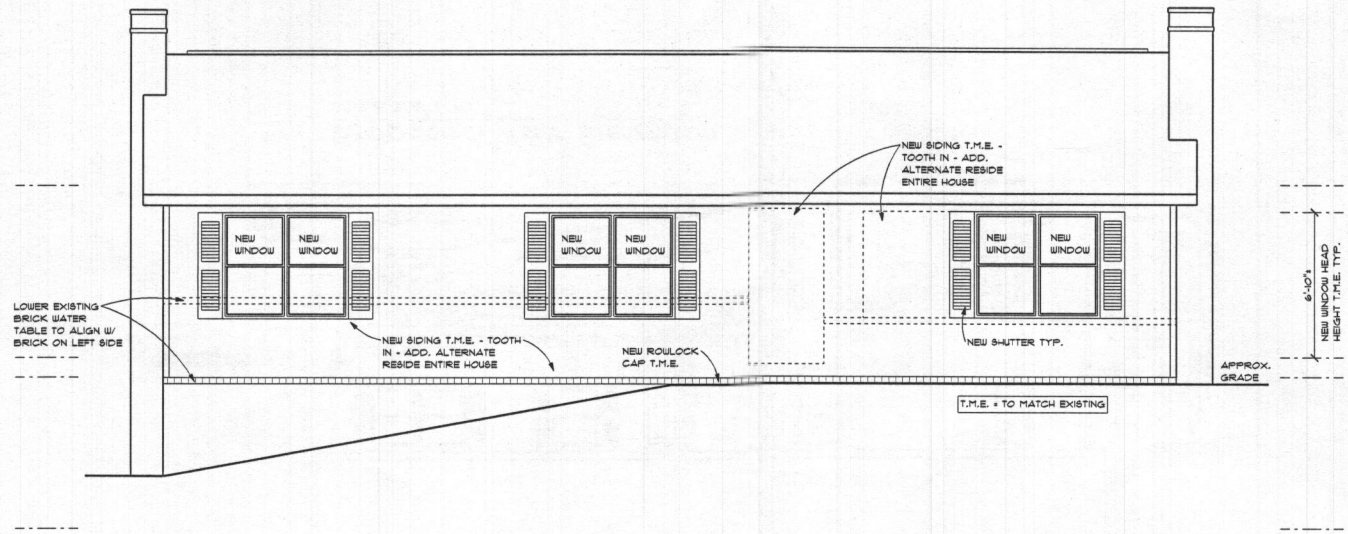 NEW SIDING T.M.E. -
TOOTH IN - ADD.
ALTERNATE RESIDE
ENTIRE HOUSE
NEW
WINDOW
NEW
WINDOW
NEW
WINDOW
NEW
WINDOW
NEW
WINDOW
NEW
WINDOW
6'-10"±
NEW WINDOW HEAD
HEIGHT T.M.E. TYP.
LOWER EXISTING
BRICK WATER
TABLE TO ALIGN W/
BRICK ON LEFT SIDE
NEW SIDING T.M.E. - TOOTH
IN - ADD. ALTERNATE
RESIDE ENTIRE HOUSE
NEW ROWLOCK
CAP T.M.E.
NEW SHUTTER TYP.
APPROX.
GRADE
T.M.E. = TO MATCH EXISTING